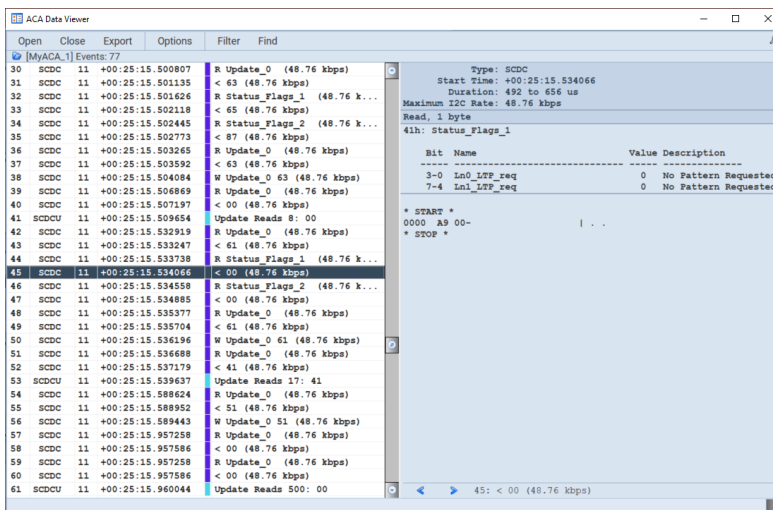 ACA Data Viewer
Open Close Export Options Filter Find
[MyACA_1] Events: 77
30 SCDC 11 +00:25:15.500807 R Update_0 (48.76 kbps)
31 SCDC 11 +00:25:15.501135 < 63 (48.76 kbps)
32 SCDC 11 +00:25:15.501626 R Status_Flags_1 (48.76 k...
33 SCDC 11 +00:25:15.502118 < 65 (48.76 kbps)
34 SCDC 11 +00:25:15.502445 R Status_Flags_2 (48.76 k...
35 SCDC 11 +00:25:15.502773 < 87 (48.76 kbps)
36 SCDC 11 +00:25:15.503265 R Update_0 (48.76 kbps)
37 SCDC 11 +00:25:15.503592 < 63 (48.76 kbps)
38 SCDC 11 +00:25:15.504084 W Update_0 63 (48.76 kbps)
39 SCDC 11 +00:25:15.506869 R Update_0 (48.76 kbps)
40 SCDC 11 +00:25:15.507197 < 00 (48.76 kbps)
41 SCDCU 11 +00:25:15.509654 Update Reads 8: 00
42 SCDC 11 +00:25:15.532919 R Update_0 (48.76 kbps)
43 SCDC 11 +00:25:15.533247 < 61 (48.76 kbps)
44 SCDC 11 +00:25:15.533738 R Status_Flags_1 (48.76 k...
45 SCDC 11 +00:25:15.534066 < 00 (48.76 kbps)
46 SCDC 11 +00:25:15.534558 R Status_Flags_2 (48.76 k...
47 SCDC 11 +00:25:15.534885 < 00 (48.76 kbps)
48 SCDC 11 +00:25:15.535377 R Update_0 (48.76 kbps)
49 SCDC 11 +00:25:15.535704 < 61 (48.76 kbps)
50 SCDC 11 +00:25:15.536196 W Update_0 61 (48.76 kbps)
51 SCDC 11 +00:25:15.536688 R Update_0 (48.76 kbps)
52 SCDC 11 +00:25:15.537179 < 41 (48.76 kbps)
53 SCDCU 11 +00:25:15.539637 Update Reads 17: 41
54 SCDC 11 +00:25:15.588624 R Update_0 (48.76 kbps)
55 SCDC 11 +00:25:15.588952 < 51 (48.76 kbps)
56 SCDC 11 +00:25:15.589443 W Update_0 51 (48.76 kbps)
57 SCDC 11 +00:25:15.957258 R Update_0 (48.76 kbps)
58 SCDC 11 +00:25:15.957586 < 00 (48.76 kbps)
59 SCDC 11 +00:25:15.957258 R Update_0 (48.76 kbps)
60 SCDC 11 +00:25:15.957586 < 00 (48.76 kbps)
61 SCDCU 11 +00:25:15.960044 Update Reads 500: 00
Type: SCDC
Start Time: +00:25:15.534066
Duration: 492 to 656 us
Maximum I2C Rate: 48.76 kbps
Read, 1 byte
41h: Status_Flags_1
Bit Name Value Description
3-0 Ln0_LTP_req 0 No Pattern Requested
7-4 Ln1_LTP_req 0 No Pattern Requested
* START *
0000 A9 00- | . .
* STOP *
45: < 00 (48.76 kbps)